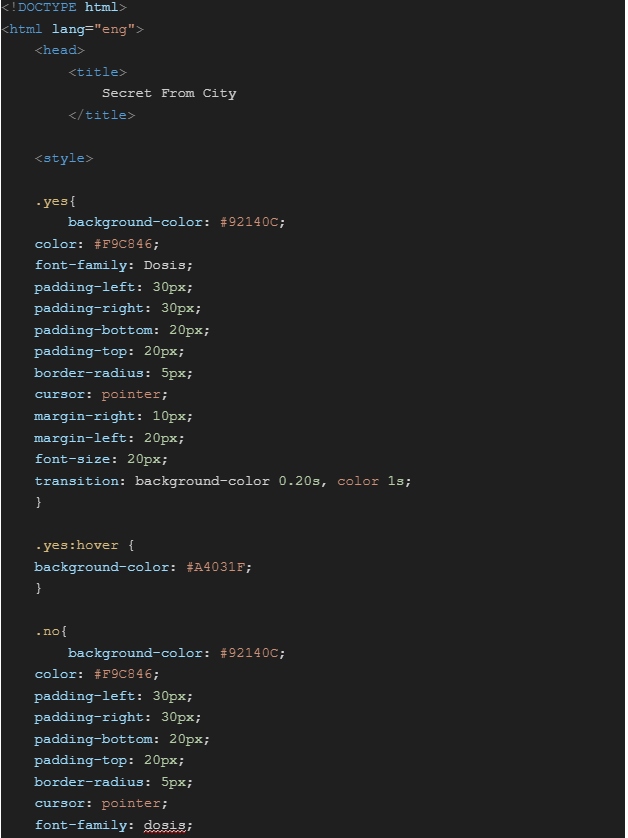 <!DOCTYPE html>
<html lang="eng">
<head>
<title>
Secret From City
</title>
<style>
.yes{
background-color: #92140C;
color: #F9C846;
font-family: Dosis;
padding-left: 30px;
padding-right: 30px;
padding-bottom: 20px;
padding-top: 20px;
border-radius: 5px;
cursor: pointer;
margin-right: 10px;
margin-left: 20px;
font-size: 20px;
transition: background-color 0.20s, color 1s;
}
.yes:hover {
background-color: #A4031F;
}
.no{
background-color: #92140C;
color: #F9C846;
padding-left: 30px;
padding-right: 30px;
padding-bottom: 20px;
padding-top: 20px;
border-radius: 5px;
cursor: pointer;
font-family: dosis;